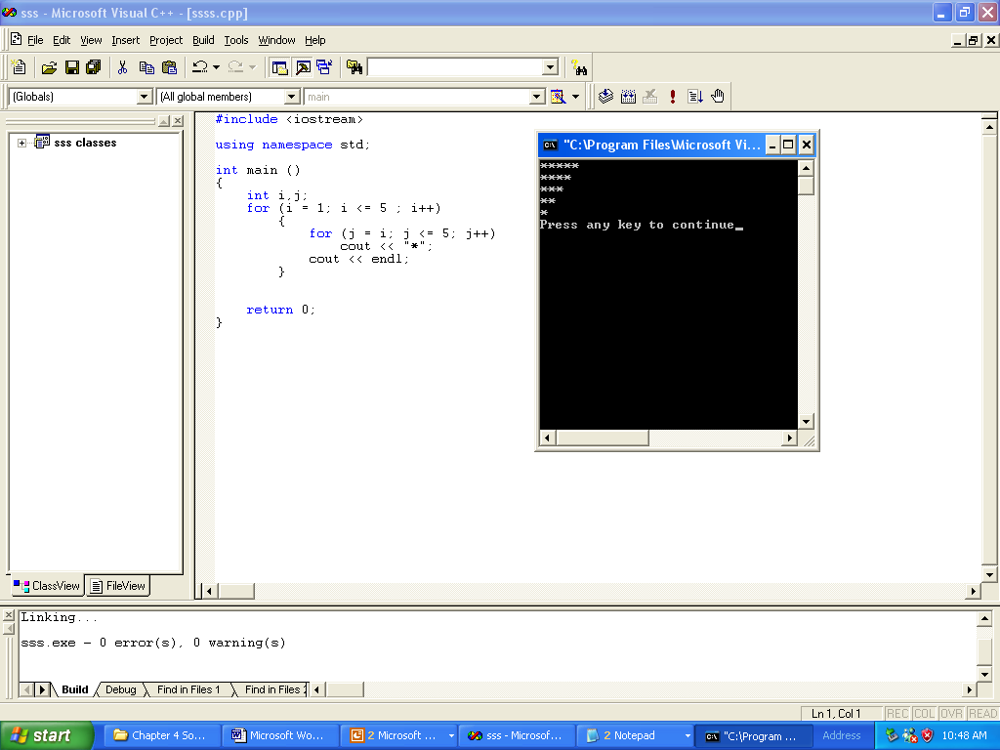 sss - Microsoft Visual C++ - [ssss.cpp]
File Edit View Insert Project Build Tools Window Help
(Globals) (All global members) main
sss classes
#include <iostream>
using namespace std;
int main ()
{
int i,j;
for (i = 1; i <= 5 ; i++)
{
for (j = i; j <= 5; j++)
cout << "*";
cout << endl;
}
return 0;
}
C:\ "C:\Program Files\Microsoft Vi...
*****
****
***
**
*
Press any key to continue_
ClassView FileView
Linking...
sss.exe - 0 error(s), 0 warning(s)
Build Debug Find in Files 1 Find in Files
Ln 1, Col 1 REC COL OVR READ
start Chapter 4 So... Microsoft Wo... 2 Microsoft ... sss - Microsof... 2 Notepad "C:\Program ... Address 10:48 AM